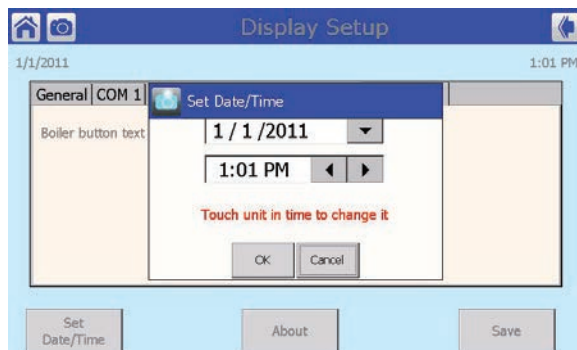 Display Setup
1/1/2011 1:01 PM
General COM 1
Set Date/Time
Boiler button text
1 / 1 /2011
1:01 PM
Touch unit in time to change it
OK Cancel
Set
Date/Time
About
Save